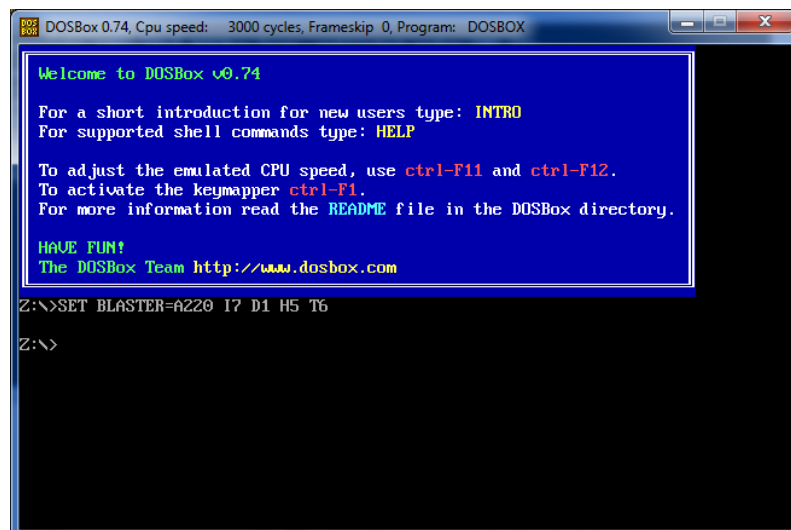 DOS BOX
DOSBox 0.74, Cpu speed: 3000 cycles, Frameskip 0, Program: DOSBOX
Welcome to DOSBox v0.74
For a short introduction for new users type: INTRO
For supported shell commands type: HELP
To adjust the emulated CPU speed, use ctrl-F11 and ctrl-F12.
To activate the keymapper ctrl-F1.
For more information read the README file in the DOSBox directory.
HAVE FUN!
The DOSBox Team http://www.dosbox.com
Z:\>SET BLASTER=A220 I7 D1 H5 T6
Z:\>